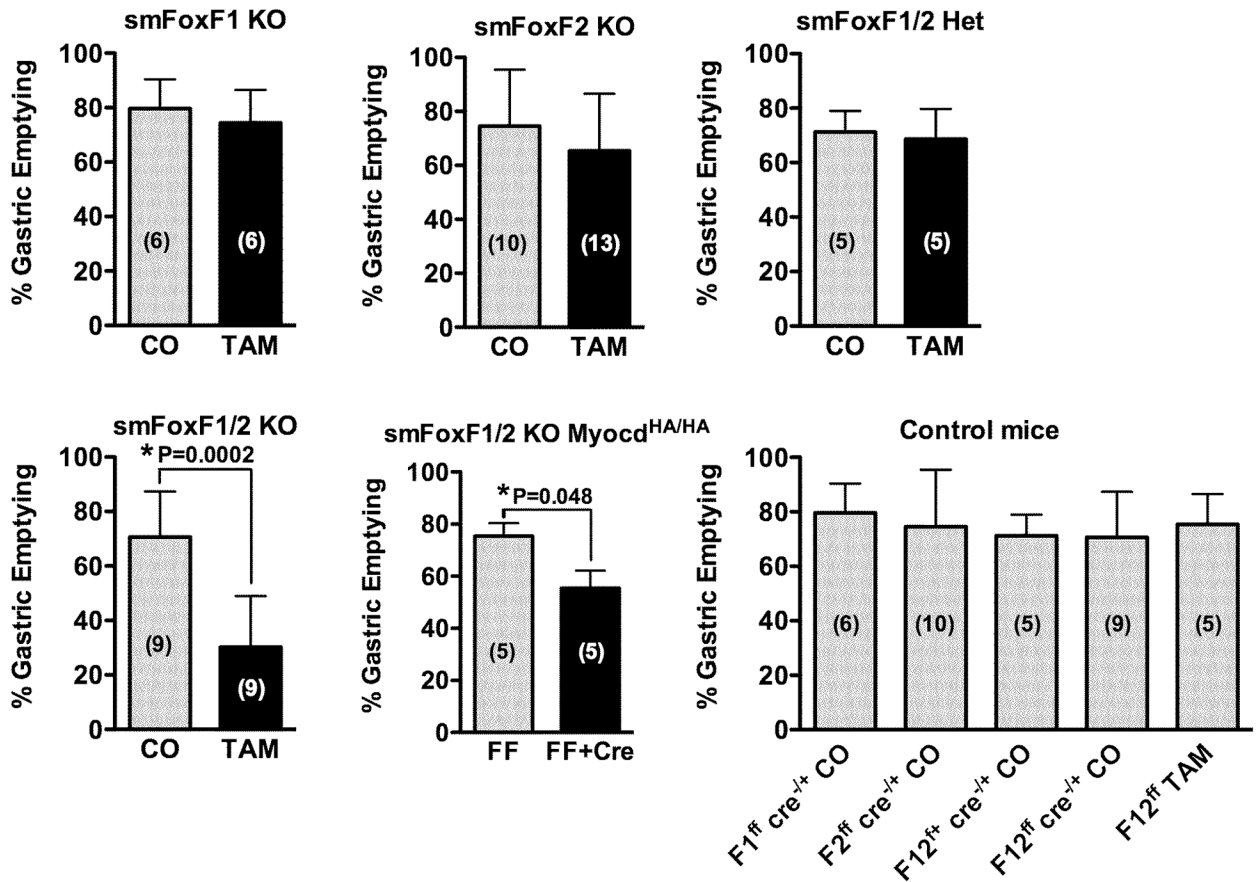 smFoxF1 KO
% Gastric Emptying
100
80
60
40
20
0
(6)
(6)
CO TAM
smFoxF2 KO
% Gastric Emptying
100
80
60
40
20
0
(10)
(13)
CO TAM
smFoxF1/2 Het
% Gastric Emptying
100
80
60
40
20
0
(5)
(5)
CO TAM
smFoxF1/2 KO
* P=0.0002
% Gastric Emptying
100
80
60
40
20
0
(9)
(9)
CO TAM
smFoxF1/2 KO Myocd^HA/HA
* P=0.048
% Gastric Emptying
100
80
60
40
20
0
(5)
(5)
FF FF+Cre
Control mice
% Gastric Emptying
100
80
60
40
20
0
(6)
(10)
(5)
(9)
(5)
F1^ff cre^-/+ CO
F2^ff cre^-/+ CO
F12^f+ cre^-/+ CO
F12^ff cre^-/+ CO
F12^ff TAM